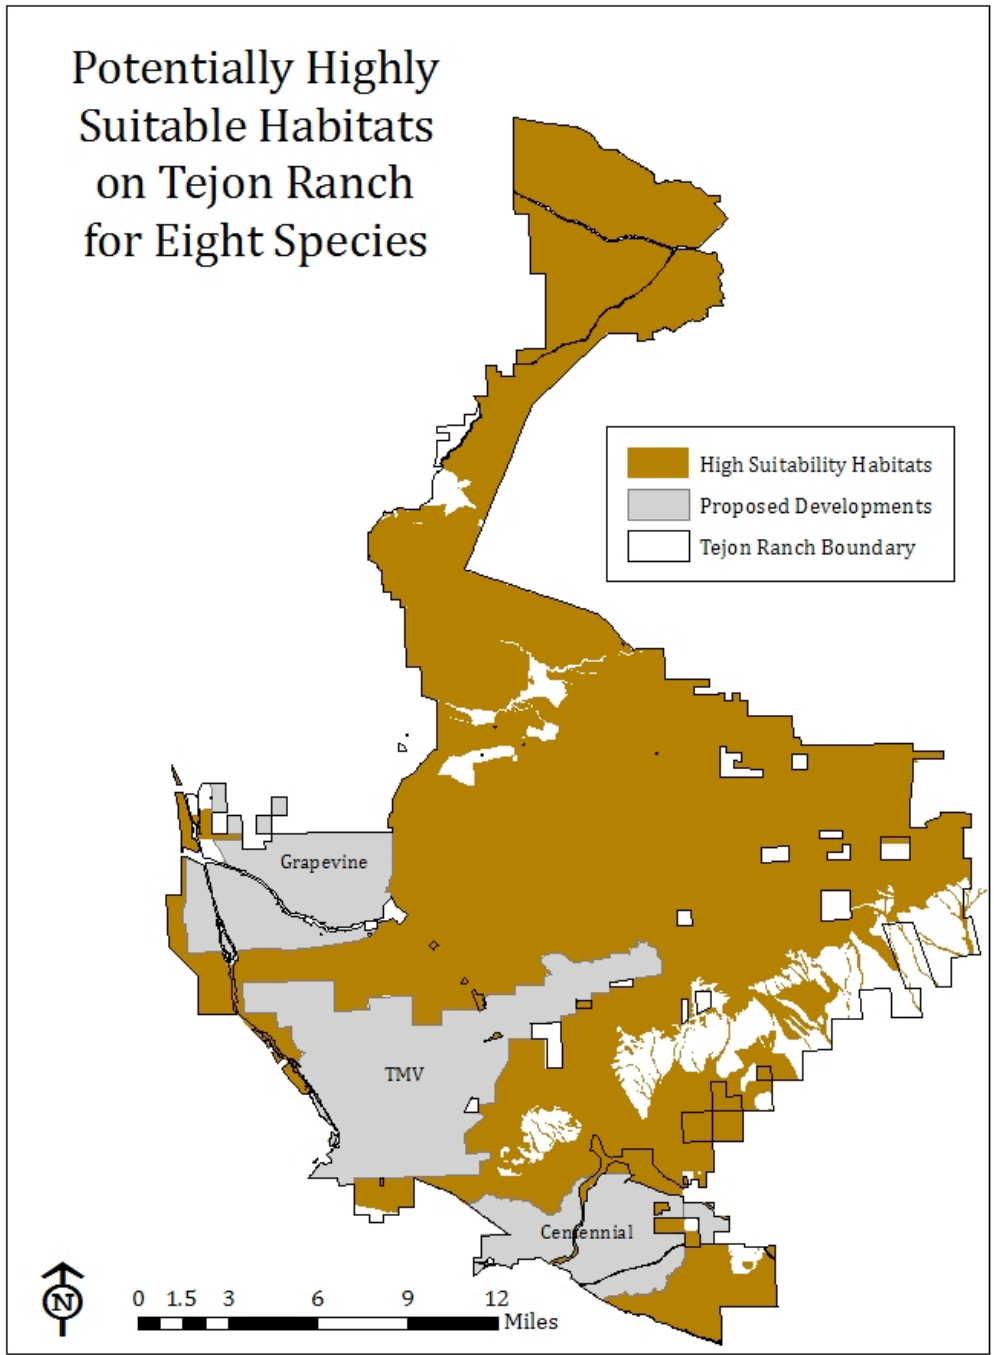 Potentially Highly
Suitable Habitats
on Tejon Ranch
for Eight Species
High Suitability Habitats
Proposed Developments
Tejon Ranch Boundary
Grapevine
TMV
Centennial
N
0 1.5 3 6 9 12
Miles